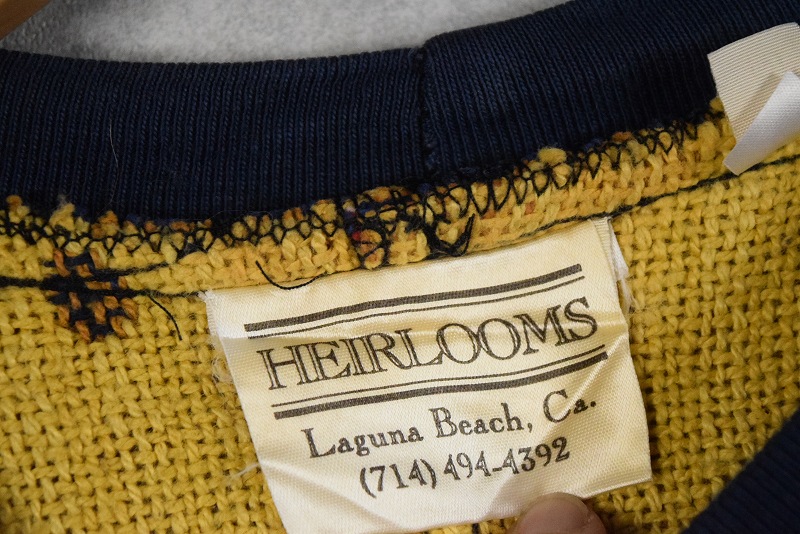 HEIRLOOMS
Laguna Beach, Ca.
(714) 494-4392